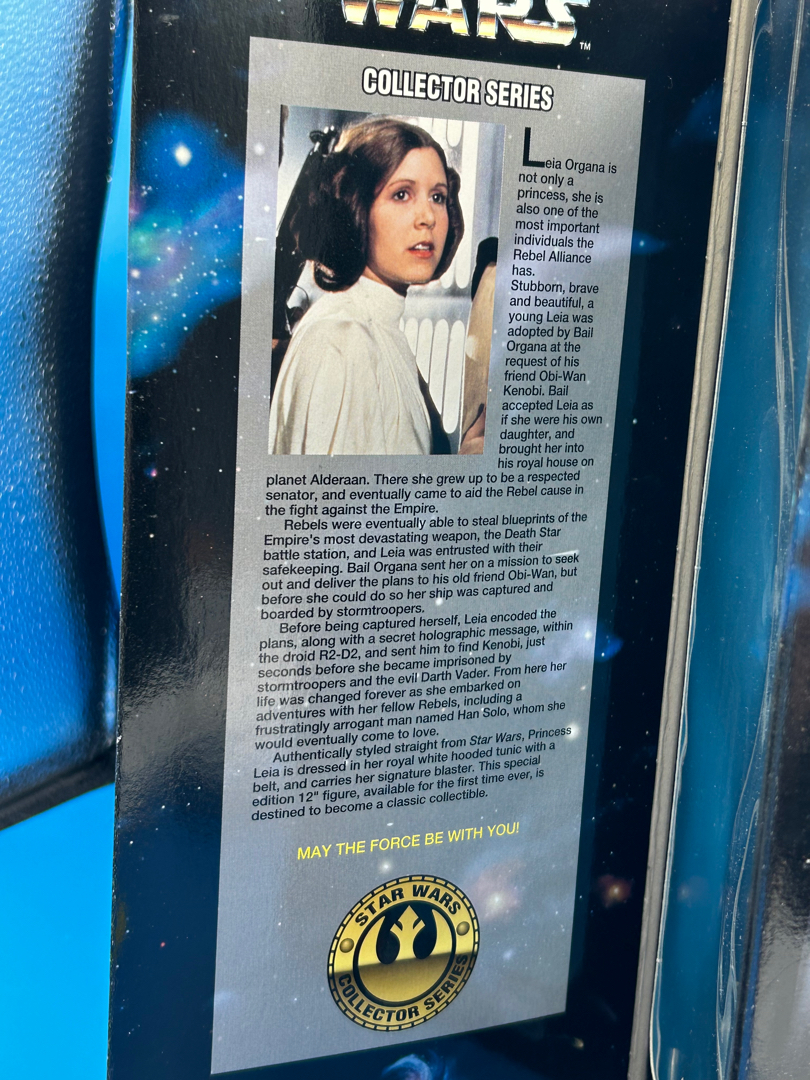 WARS
TM
COLLECTOR SERIES
Leia Organa is
not only a
princess, she is
also one of the
most important
individuals the
Rebel Alliance
has.
Stubborn, brave
and beautiful, a
young Leia was
adopted by Bail
Organa at the
request of his
friend Obi-Wan
Kenobi. Bail
accepted Leia as
if she were his own
daughter, and
brought her into
his royal house on
planet Alderaan. There she grew up to be a respected
senator, and eventually came to aid the Rebel cause in
the fight against the Empire.
Rebels were eventually able to steal blueprints of the
Empire's most devastating weapon, the Death Star
battle station, and Leia was entrusted with their
safekeeping. Bail Organa sent her on a mission to seek
out and deliver the plans to his old friend Obi-Wan, but
before she could do so her ship was captured and
boarded by stormtroopers.
Before being captured herself, Leia encoded the
plans, along with a secret holographic message, within
the droid R2-D2, and sent him to find Kenobi, just
seconds before she became imprisoned by
stormtroopers and the evil Darth Vader. From here her
life was changed forever as she embarked on
adventures with her fellow Rebels, including a
frustratingly arrogant man named Han Solo, whom she
would eventually come to love.
Authentically styled straight from Star Wars, Princess
Leia is dressed in her royal white hooded tunic with a
belt, and carries her signature blaster. This special
edition 12" figure, available for the first time ever, is
destined to become a classic collectible.
MAY THE FORCE BE WITH YOU!
STAR WARS
COLLECTOR SERIES